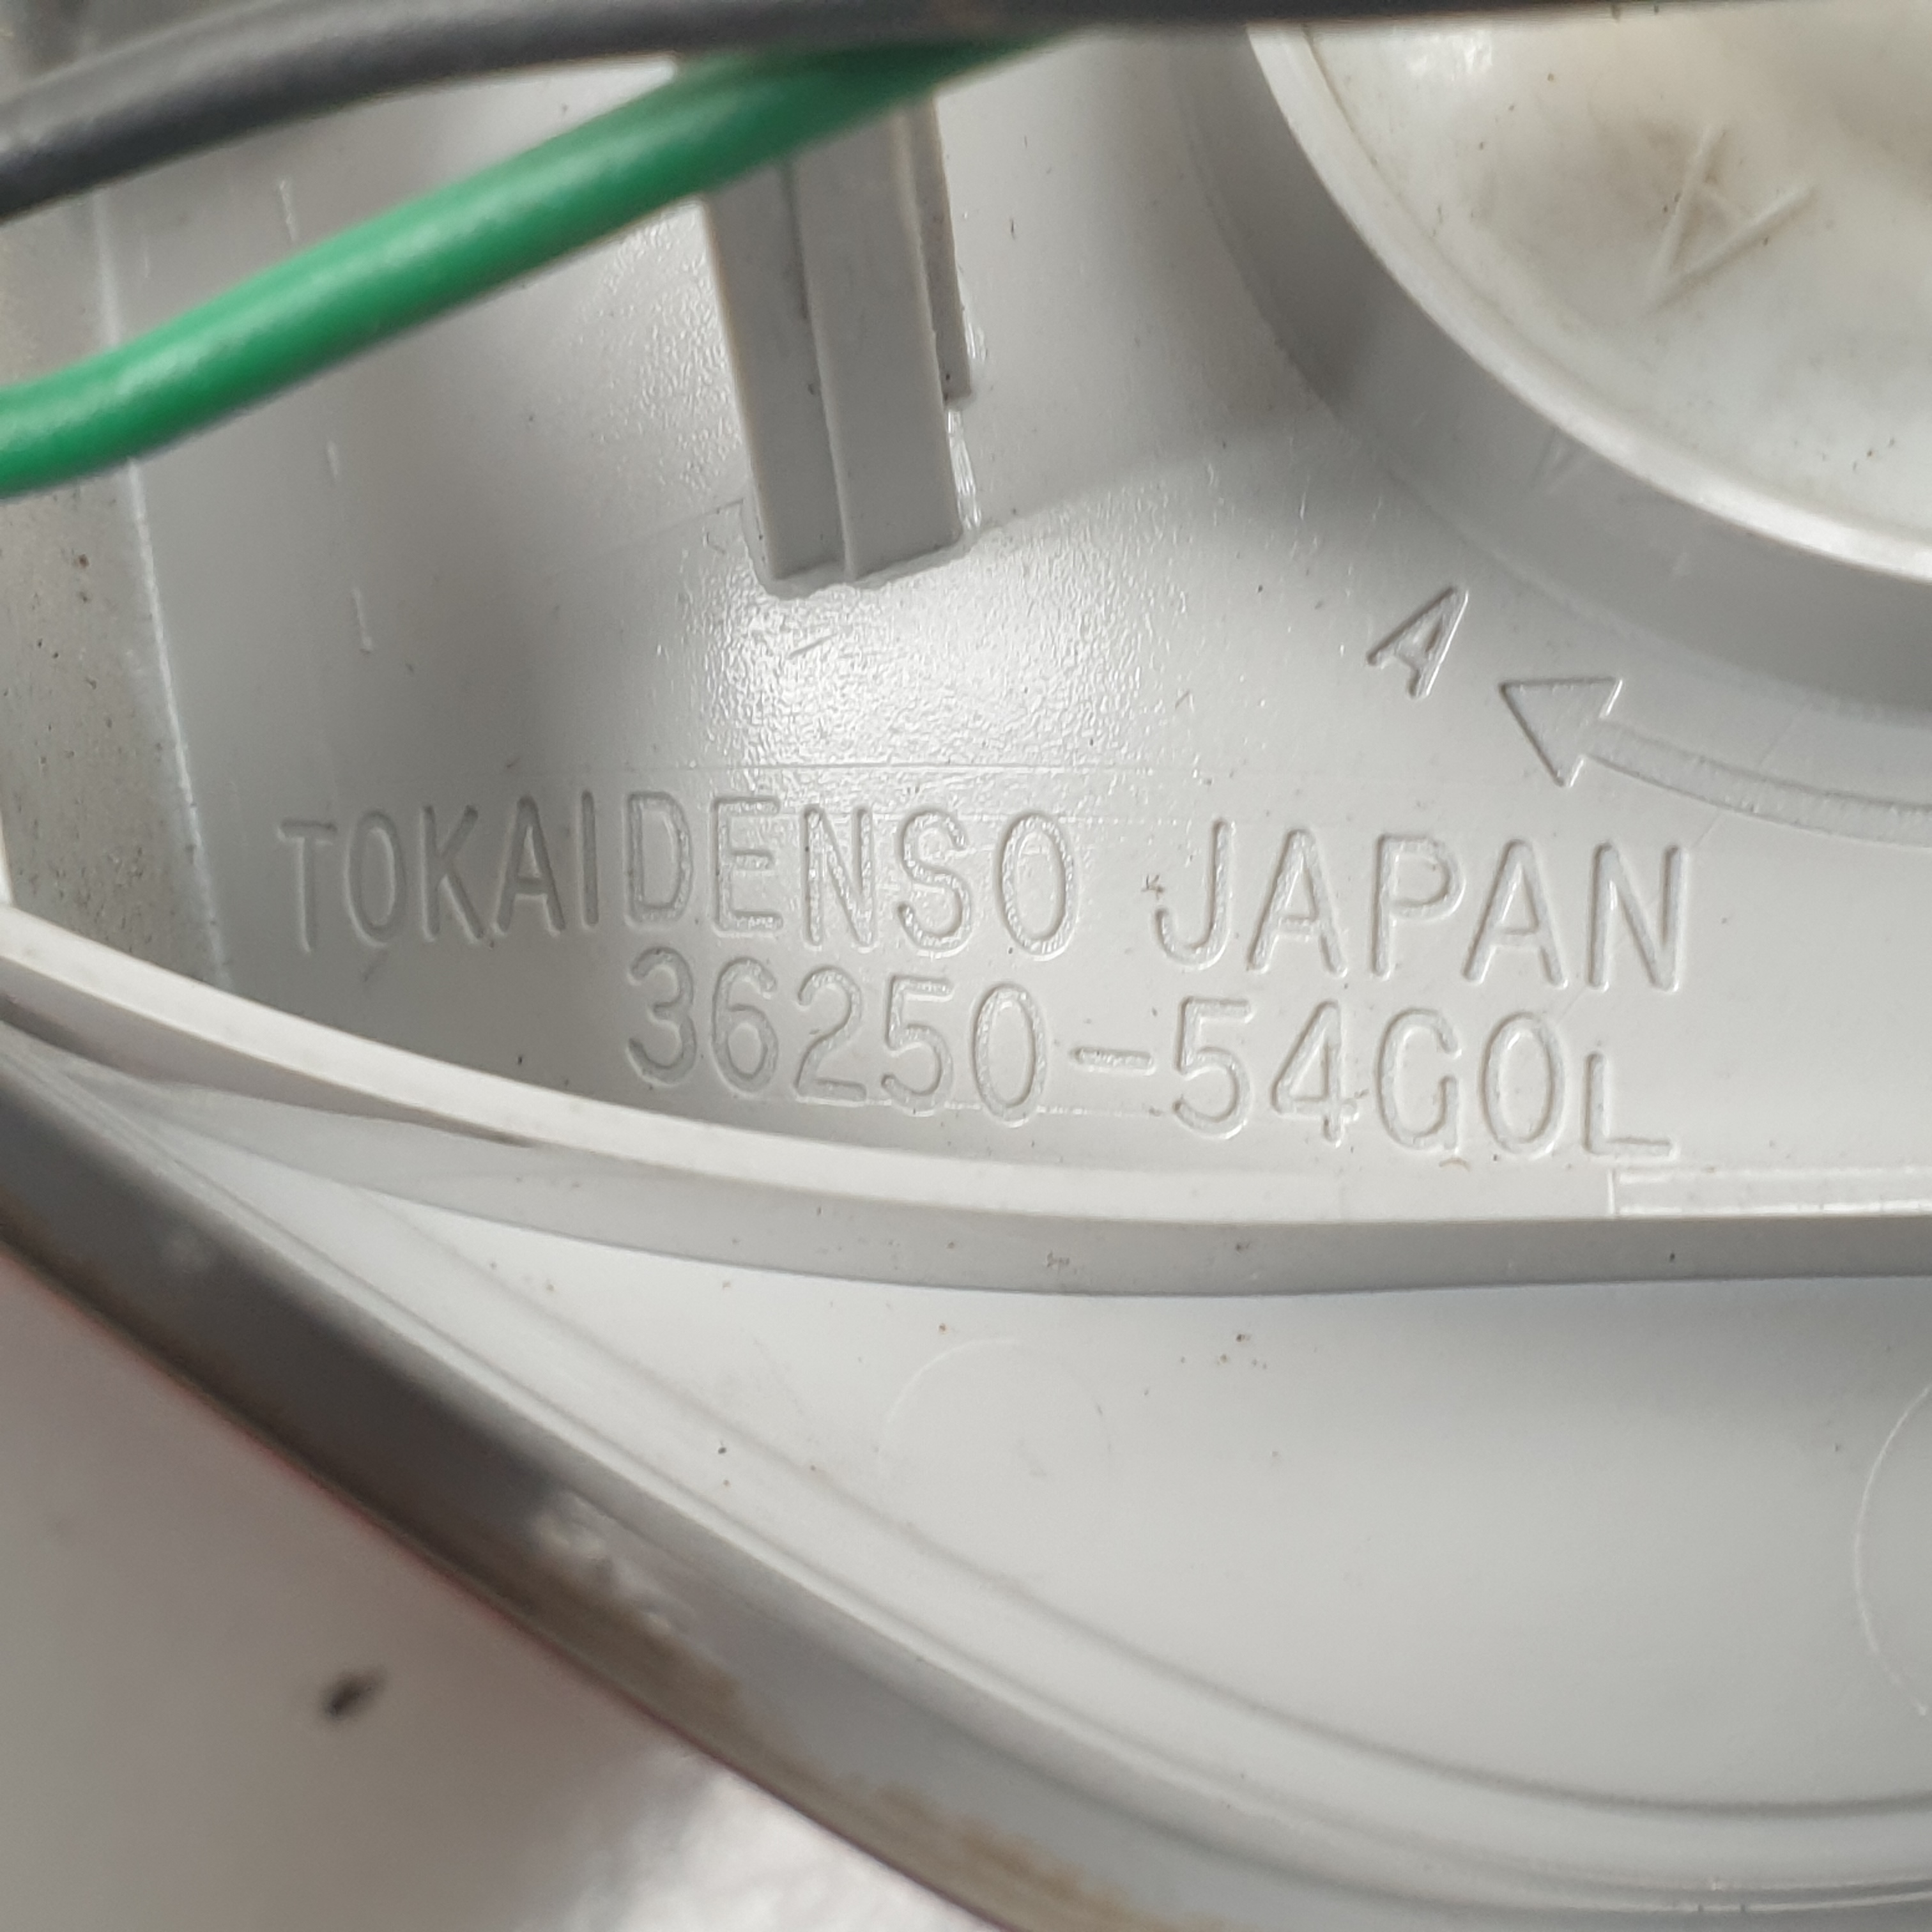 A
A
TOKAIDENSO JAPAN
36250-54G0L